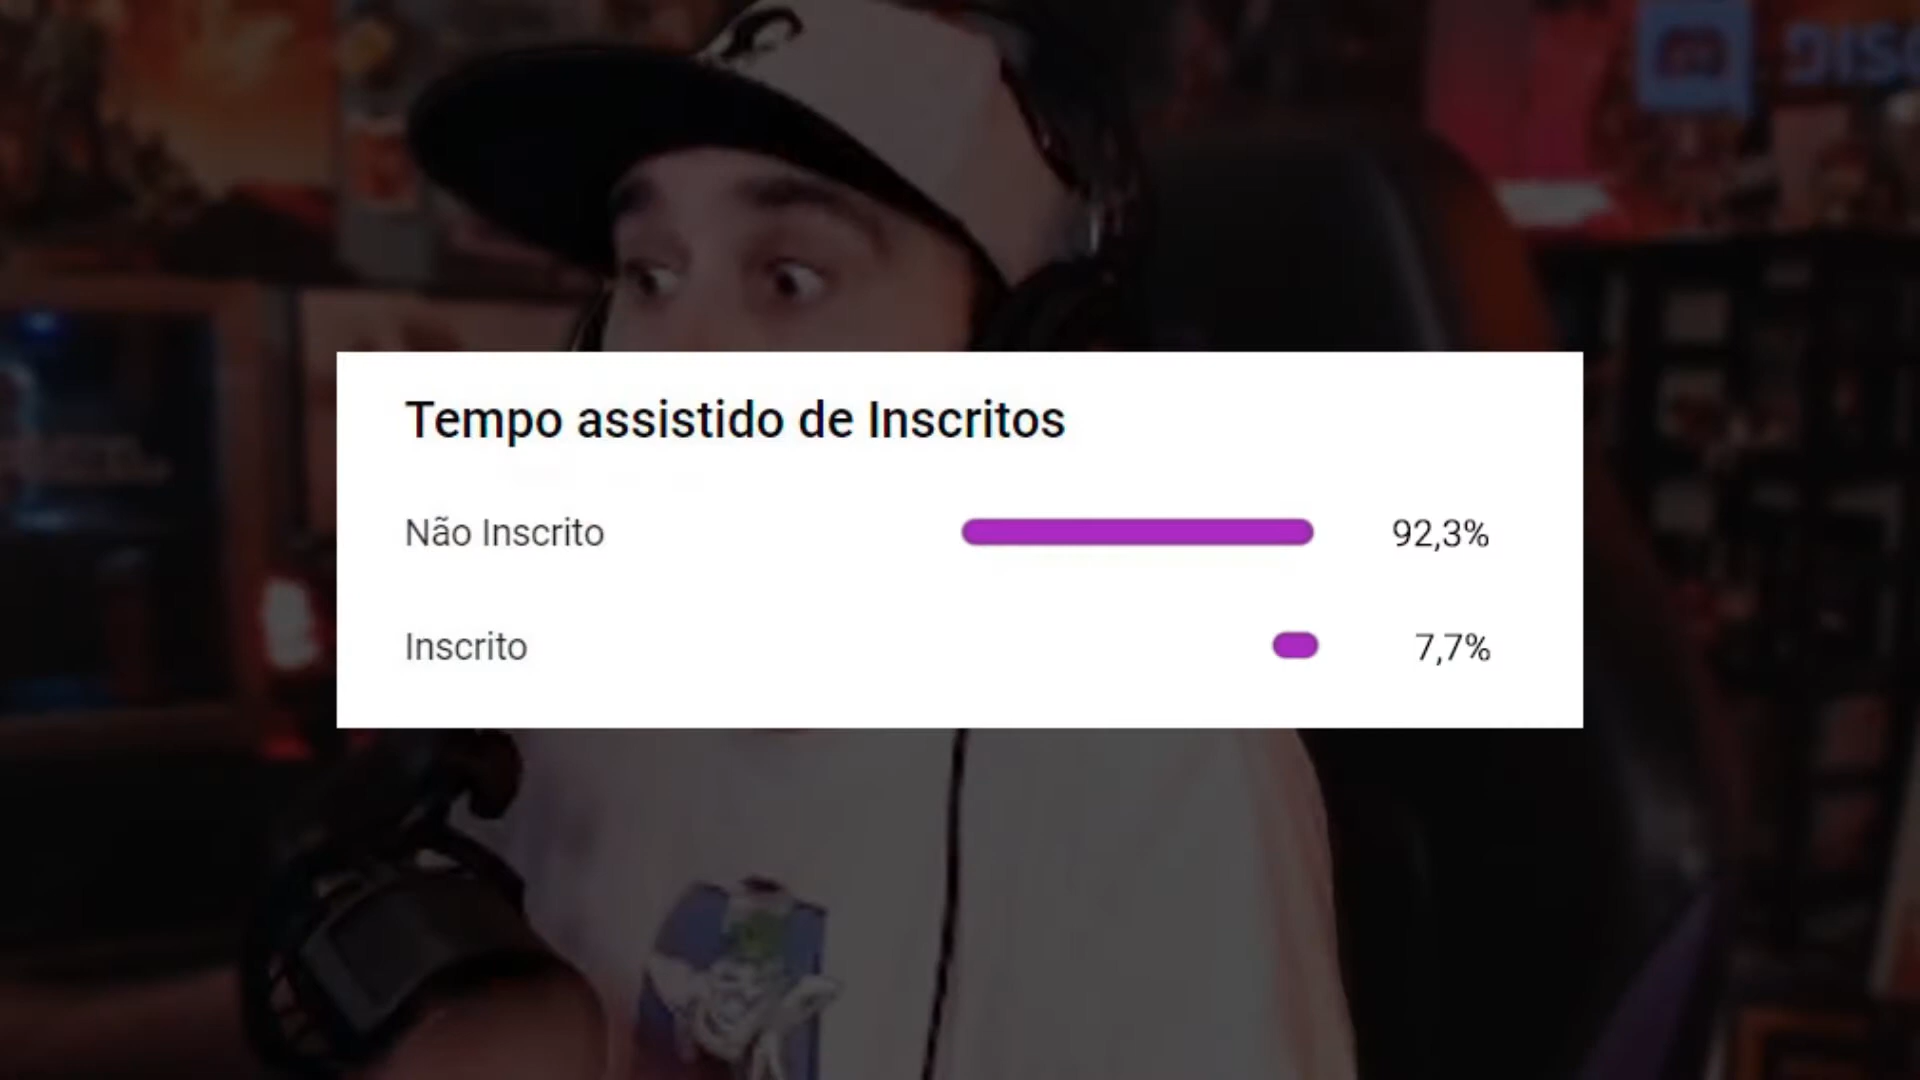 Tempo assistido de Inscritos
Não Inscrito 92,3%
Inscrito 7,7%